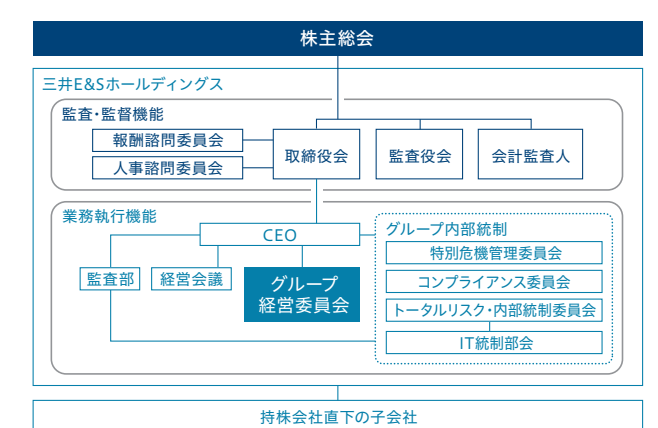 株主総会
三井E&Sホールディングス
監査・監督機能
報酬諮問委員会
人事諮問委員会
取締役会
監査役会
会計監査人
業務執行機能
CEO
監査部
経営会議
グループ
経営委員会
グループ内部統制
特別危機管理委員会
コンプライアンス委員会
トータルリスク・内部統制委員会
IT統制部会
持株会社直下の子会社